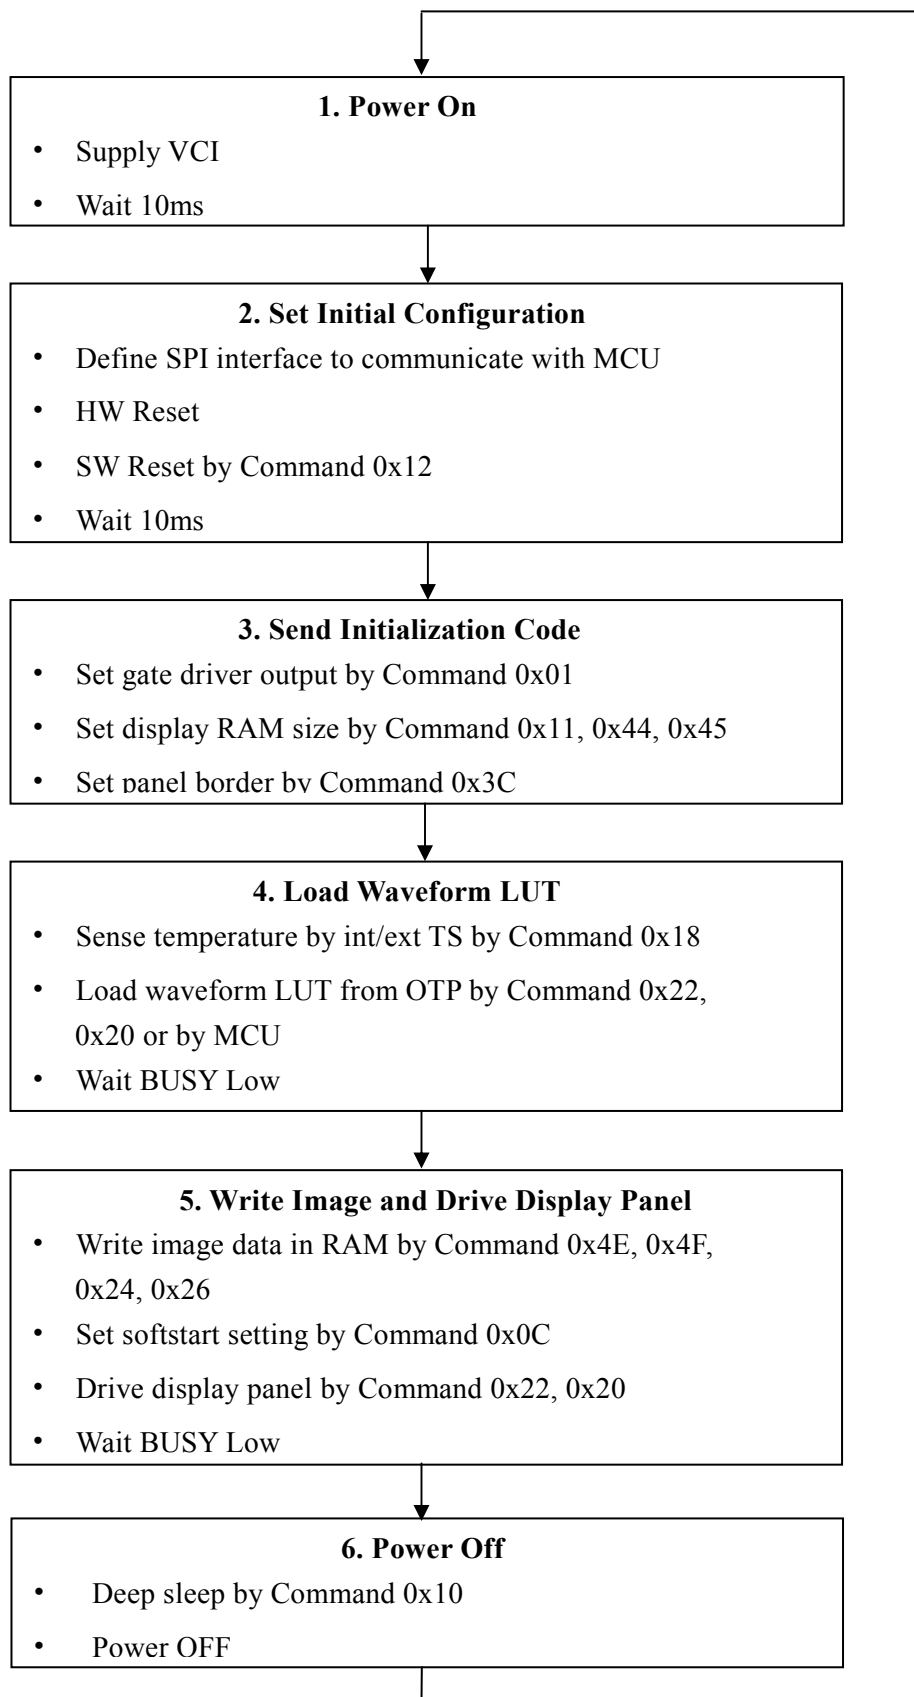 1. Power On
• Supply VCI
• Wait 10ms
2. Set Initial Configuration
• Define SPI interface to communicate with MCU
• HW Reset
• SW Reset by Command 0x12
• Wait 10ms
3. Send Initialization Code
• Set gate driver output by Command 0x01
• Set display RAM size by Command 0x11, 0x44, 0x45
• Set panel border by Command 0x3C
4. Load Waveform LUT
• Sense temperature by int/ext TS by Command 0x18
• Load waveform LUT from OTP by Command 0x22,
0x20 or by MCU
• Wait BUSY Low
5. Write Image and Drive Display Panel
• Write image data in RAM by Command 0x4E, 0x4F,
0x24, 0x26
• Set softstart setting by Command 0x0C
• Drive display panel by Command 0x22, 0x20
• Wait BUSY Low
6. Power Off
• Deep sleep by Command 0x10
• Power OFF